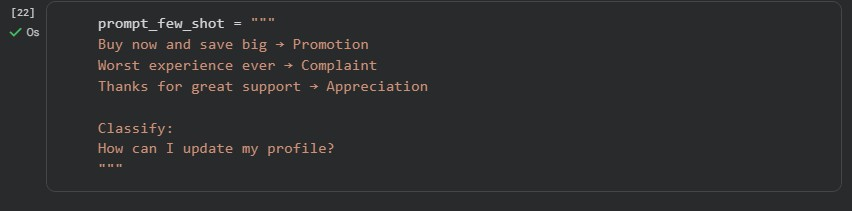 [22]
0s
prompt_few_shot = """
Buy now and save big → Promotion
Worst experience ever → Complaint
Thanks for great support → Appreciation

Classify:
How can I update my profile?
"""